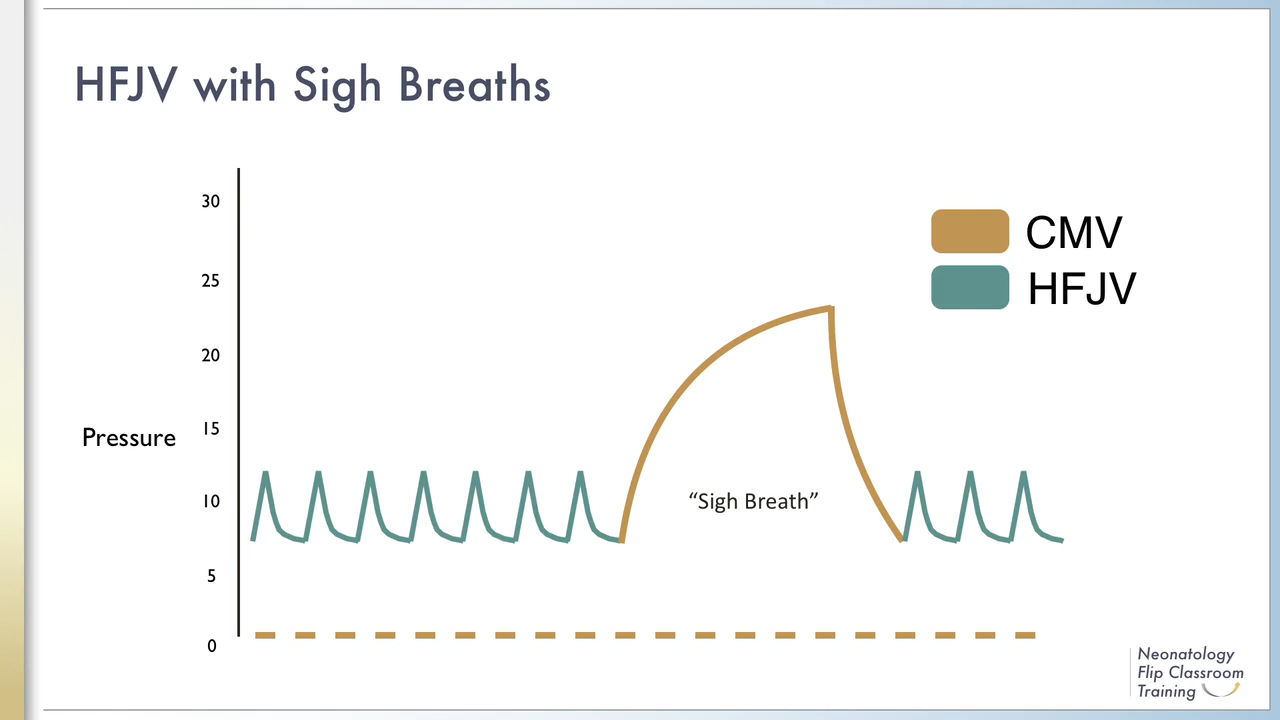 HFJV with Sigh Breaths
30
25
20
15
10
5
0
Pressure
CMV
HFJV
“Sigh Breath”
Neonatology
Flip Classroom
Training